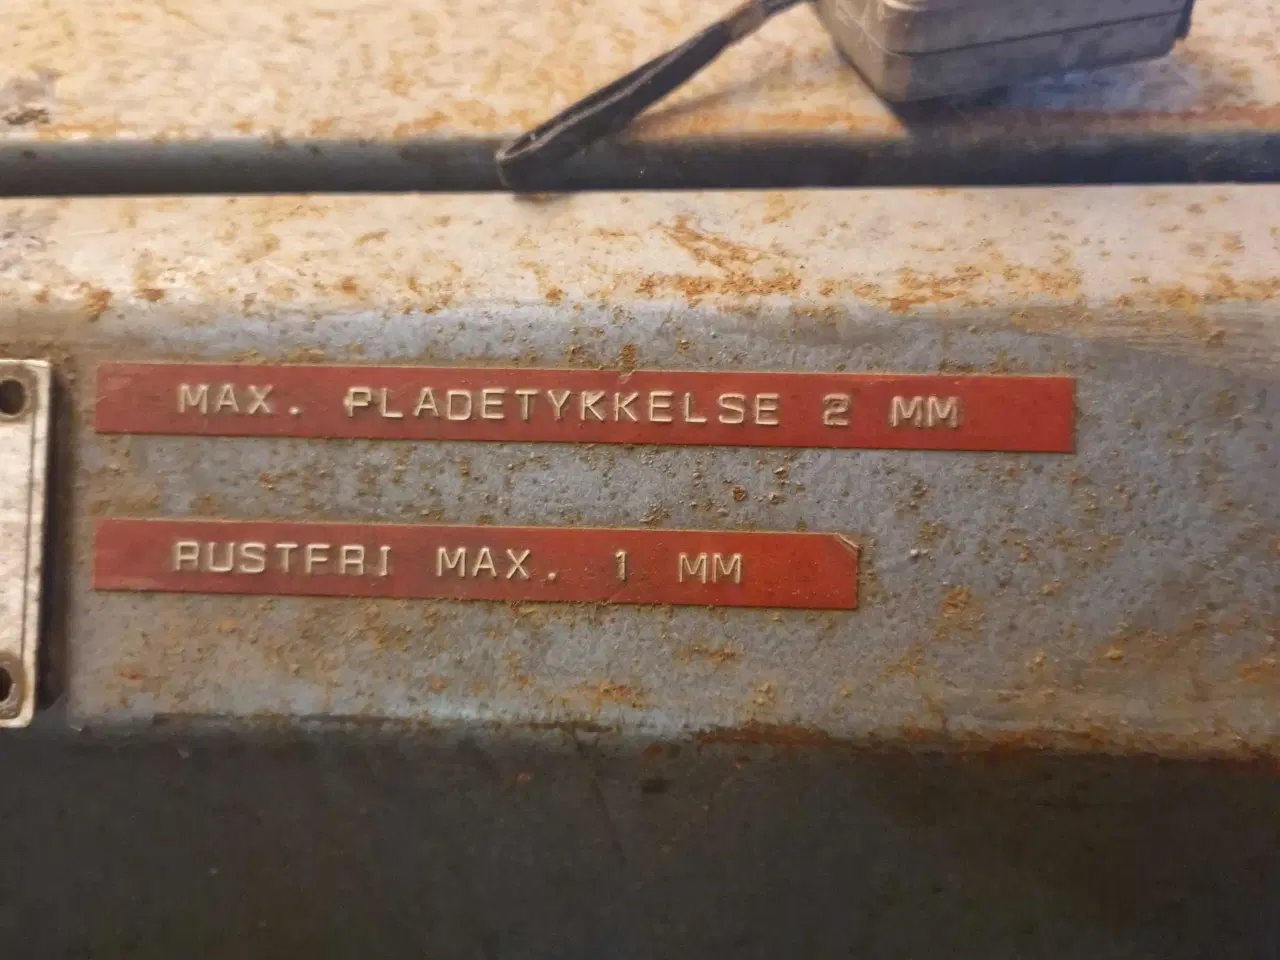 MAX. PLADETYKKELSE 2 MM
RUSTFRI MAX. 1 MM